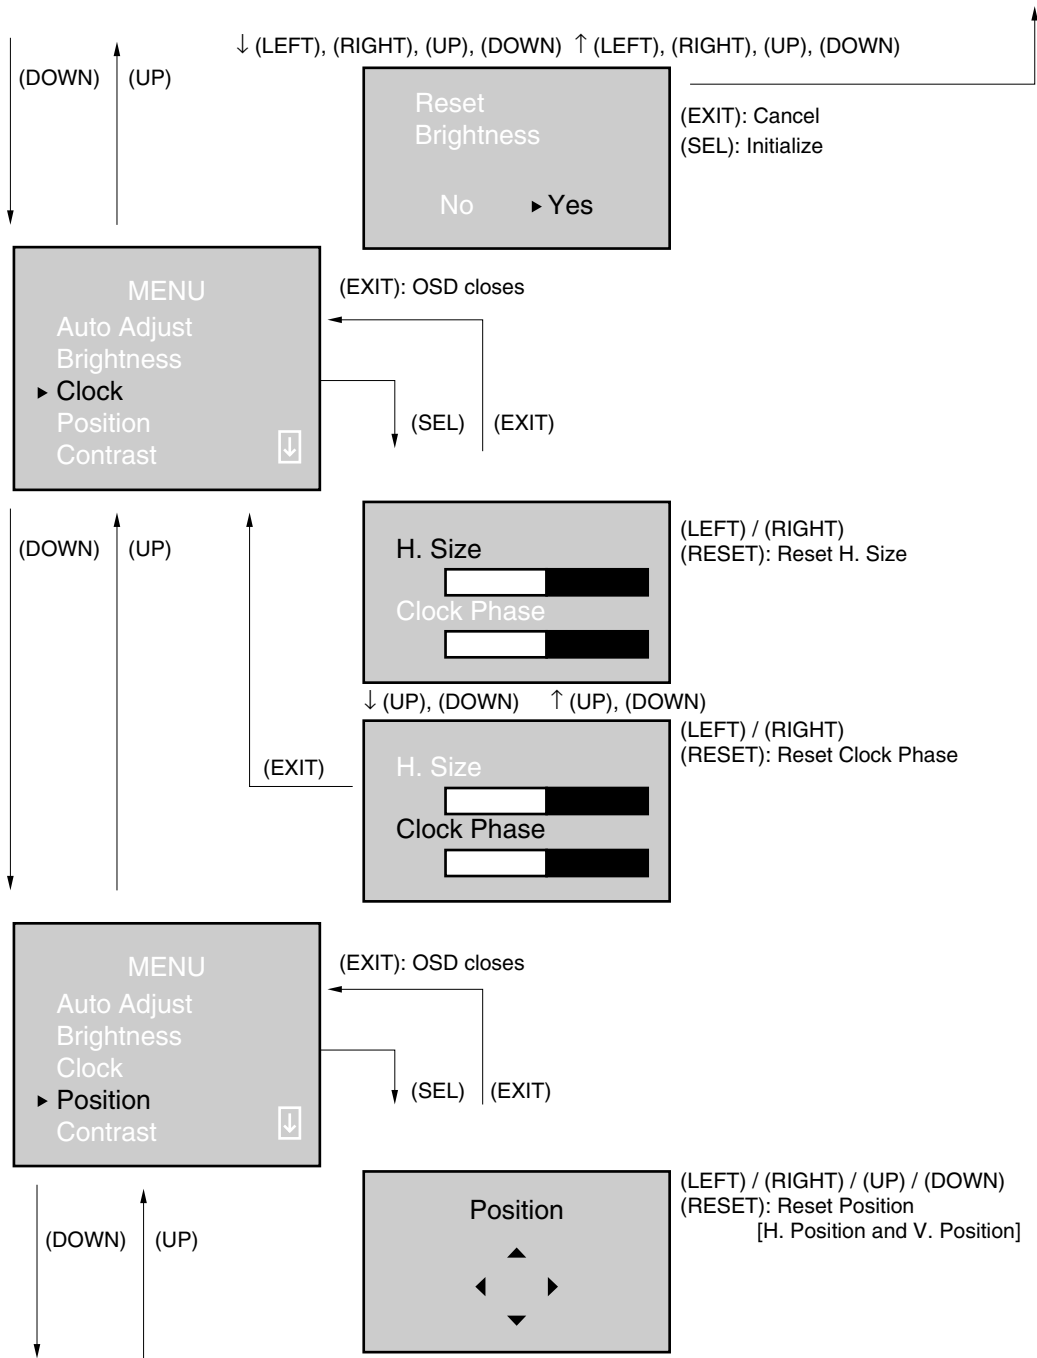 ↓ (LEFT), (RIGHT), (UP), (DOWN) ↑ (LEFT), (RIGHT), (UP), (DOWN)
(DOWN) (UP)
Reset
Brightness
No ▸ Yes
(EXIT): Cancel
(SEL): Initialize
MENU
Auto Adjust
Brightness
▸ Clock
Position
Contrast ↓
(EXIT): OSD closes
(SEL) (EXIT)
(DOWN) (UP)
H. Size
Clock Phase
(LEFT) / (RIGHT)
(RESET): Reset H. Size
↓ (UP), (DOWN) ↑ (UP), (DOWN)
(EXIT)
H. Size
Clock Phase
(LEFT) / (RIGHT)
(RESET): Reset Clock Phase
MENU
Auto Adjust
Brightness
Clock
▸ Position
Contrast ↓
(EXIT): OSD closes
(SEL) (EXIT)
Position
(LEFT) / (RIGHT) / (UP) / (DOWN)
(RESET): Reset Position
[H. Position and V. Position]
(DOWN) (UP)